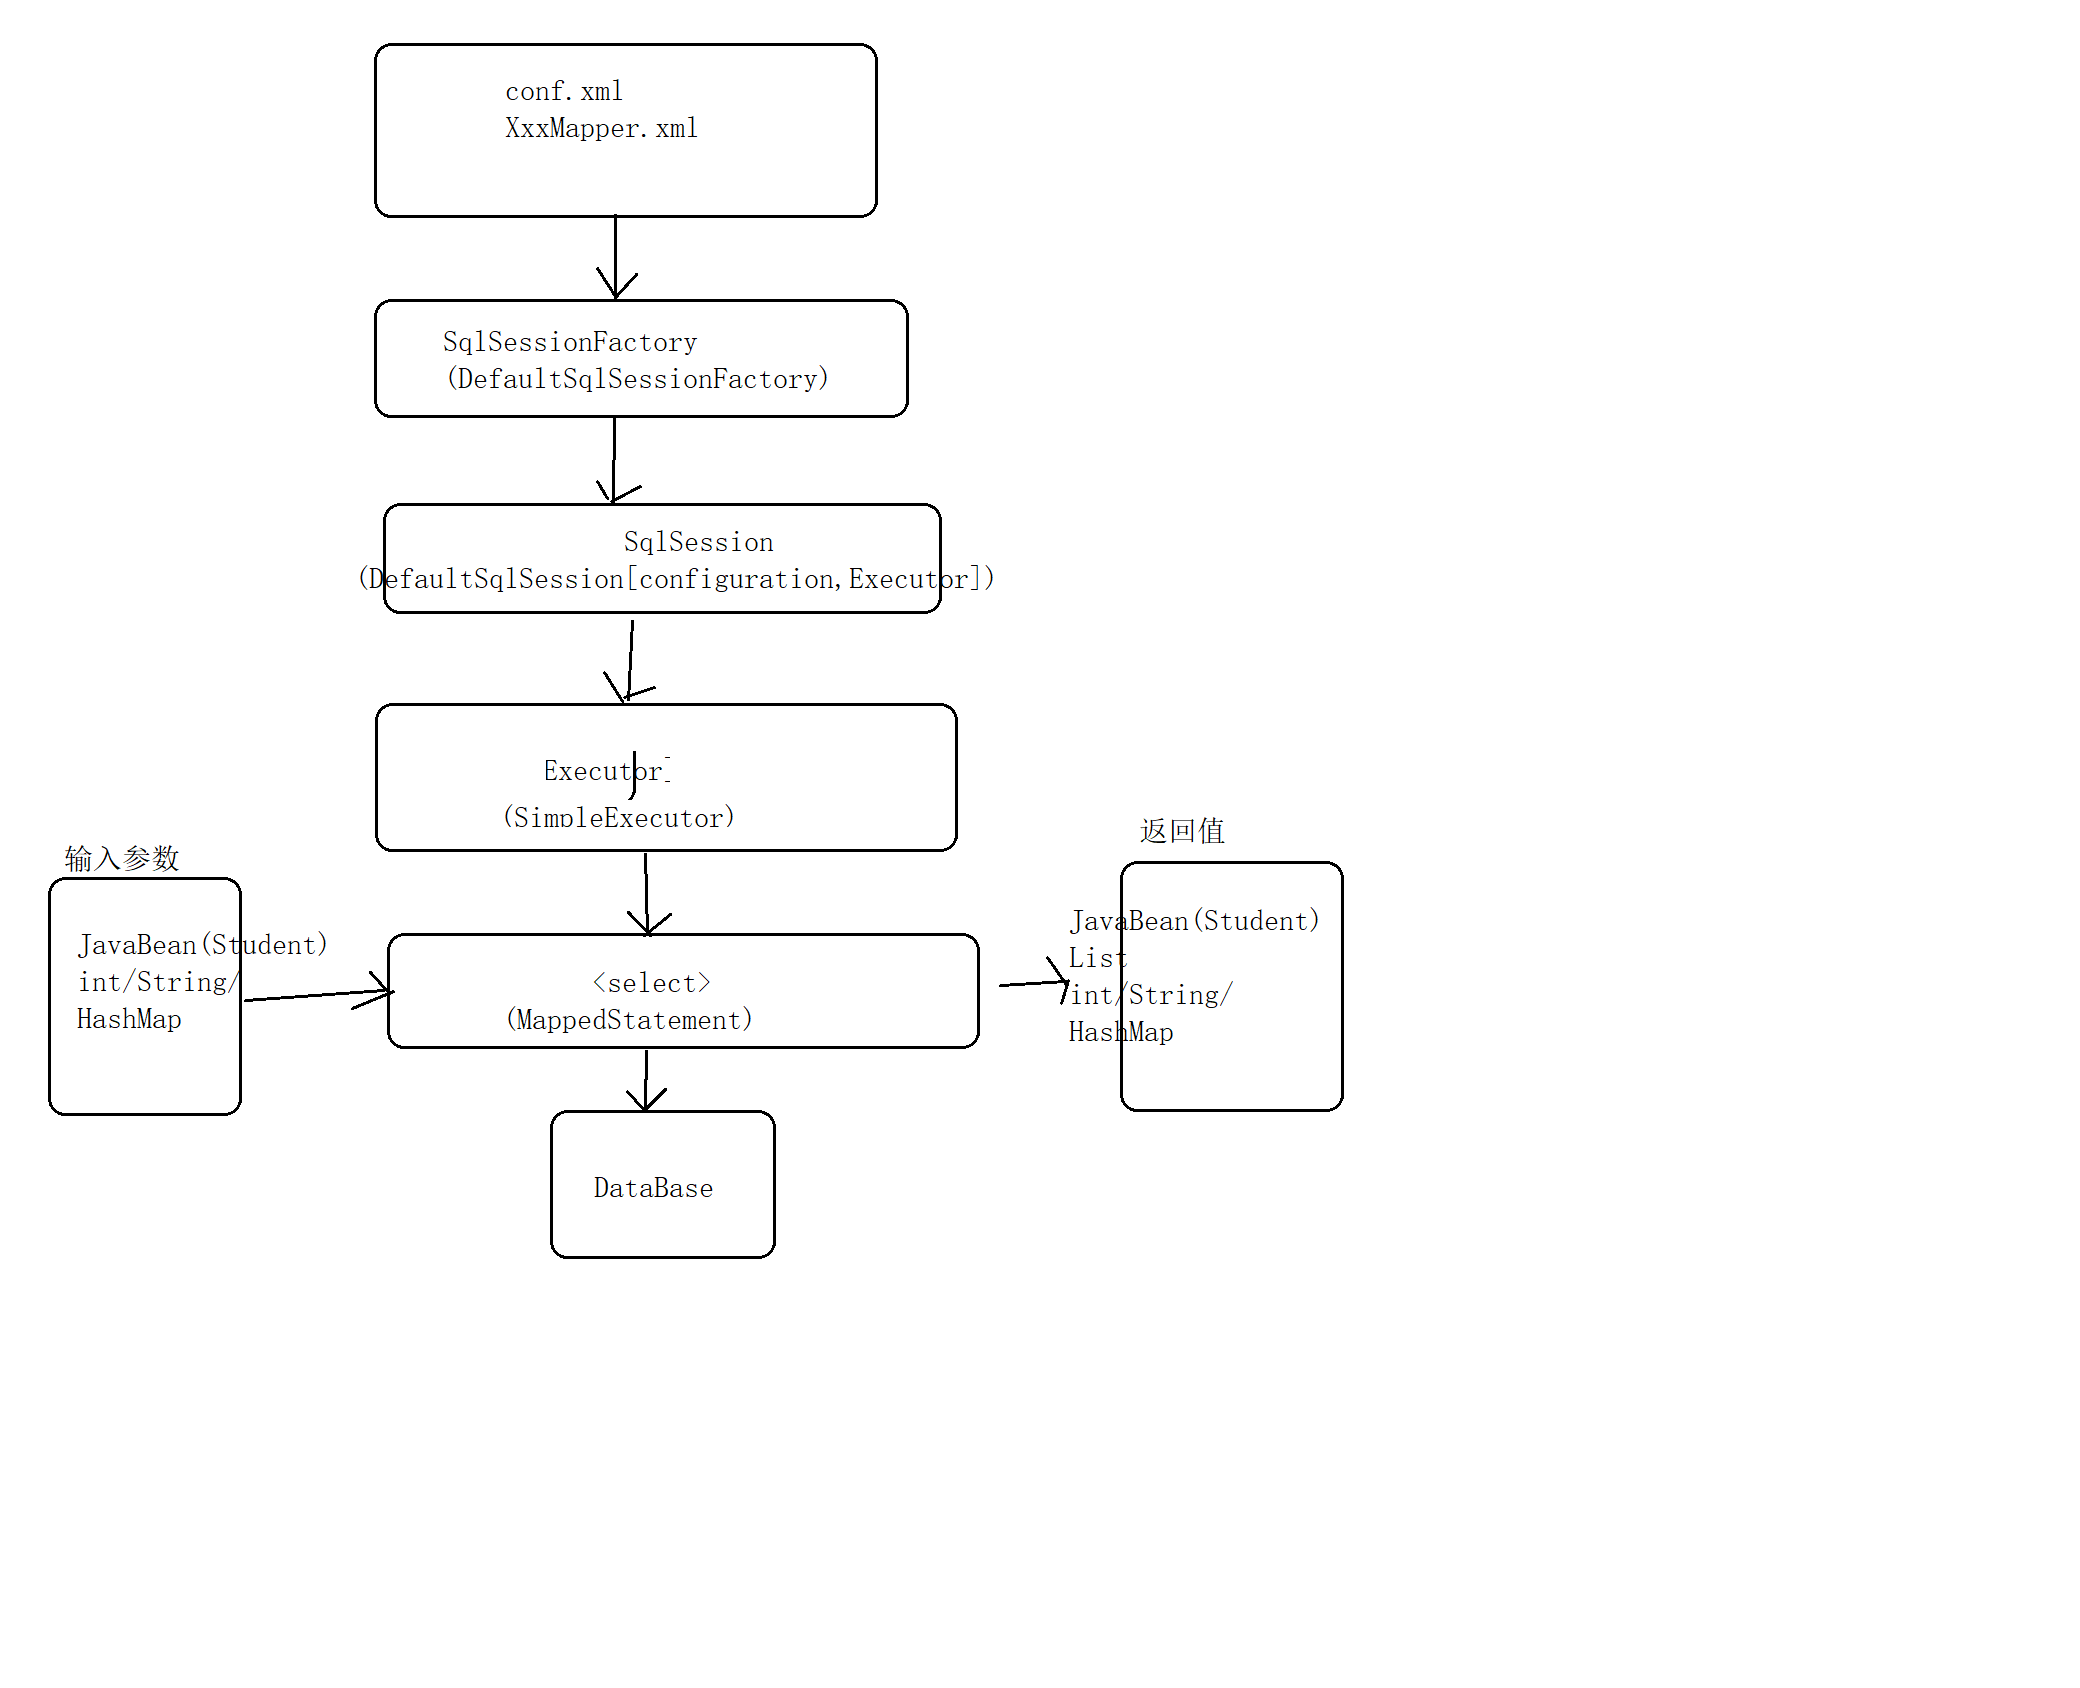 conf.xml
XxxMapper.xml
SqlSessionFactory
(DefaultSqlSessionFactory)
SqlSession
(DefaultSqlSession[configuration,Executor])
Executor]
(SimpleExecutor)
输入参数
JavaBean(Student)
int/String/
HashMap
<select>
(MappedStatement)
返回值
JavaBean(Student)
List
int/String/
HashMap
DataBase